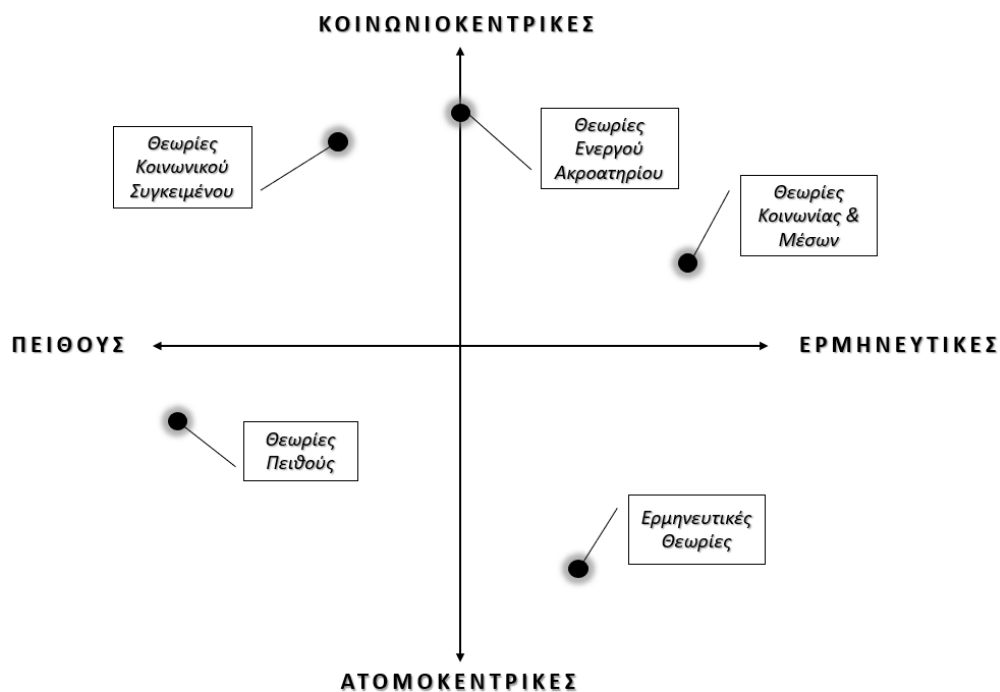 ΚΟΙΝΩΝΙΟΚΕΝΤΡΙΚΕΣ
Θεωρίες
Κοινωνικού
Συγκειμένου
Θεωρίες
Ενεργού
Ακροατηρίου
Θεωρίες
Κοινωνίας &
Μέσων
ΠΕΙΘΟΥΣ
ΕΡΜΗΝΕΥΤΙΚΕΣ
Θεωρίες
Πειθούς
Ερμηνευτικές
Θεωρίες
ΑΤΟΜΟΚΕΝΤΡΙΚΕΣ